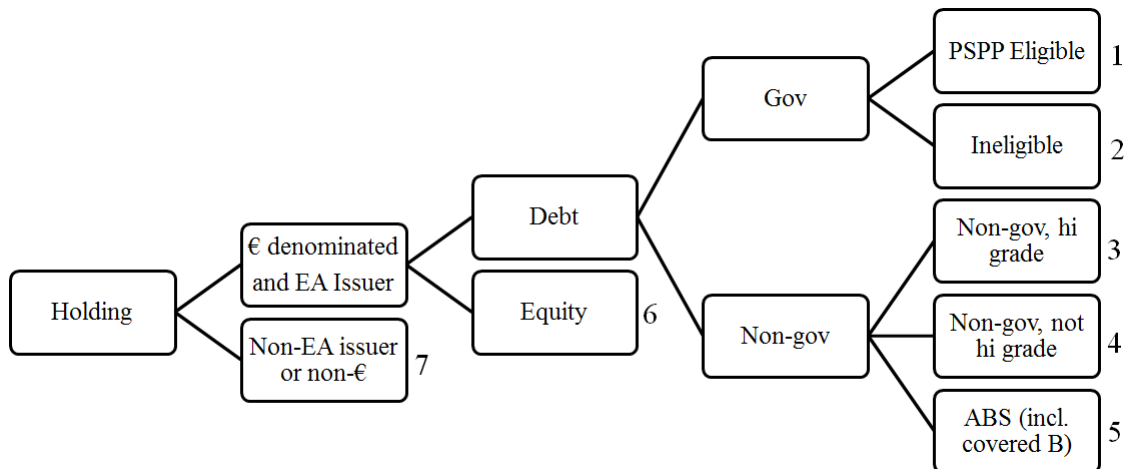 PSPP Eligible
1
Gov
Ineligible
2
Debt
Non-gov, hi
grade
3
€ denominated
and EA Issuer
Holding
Equity
6
Non-gov
Non-gov, not
hi grade
4
Non-EA issuer
or non-€
7
ABS (incl.
covered B)
5